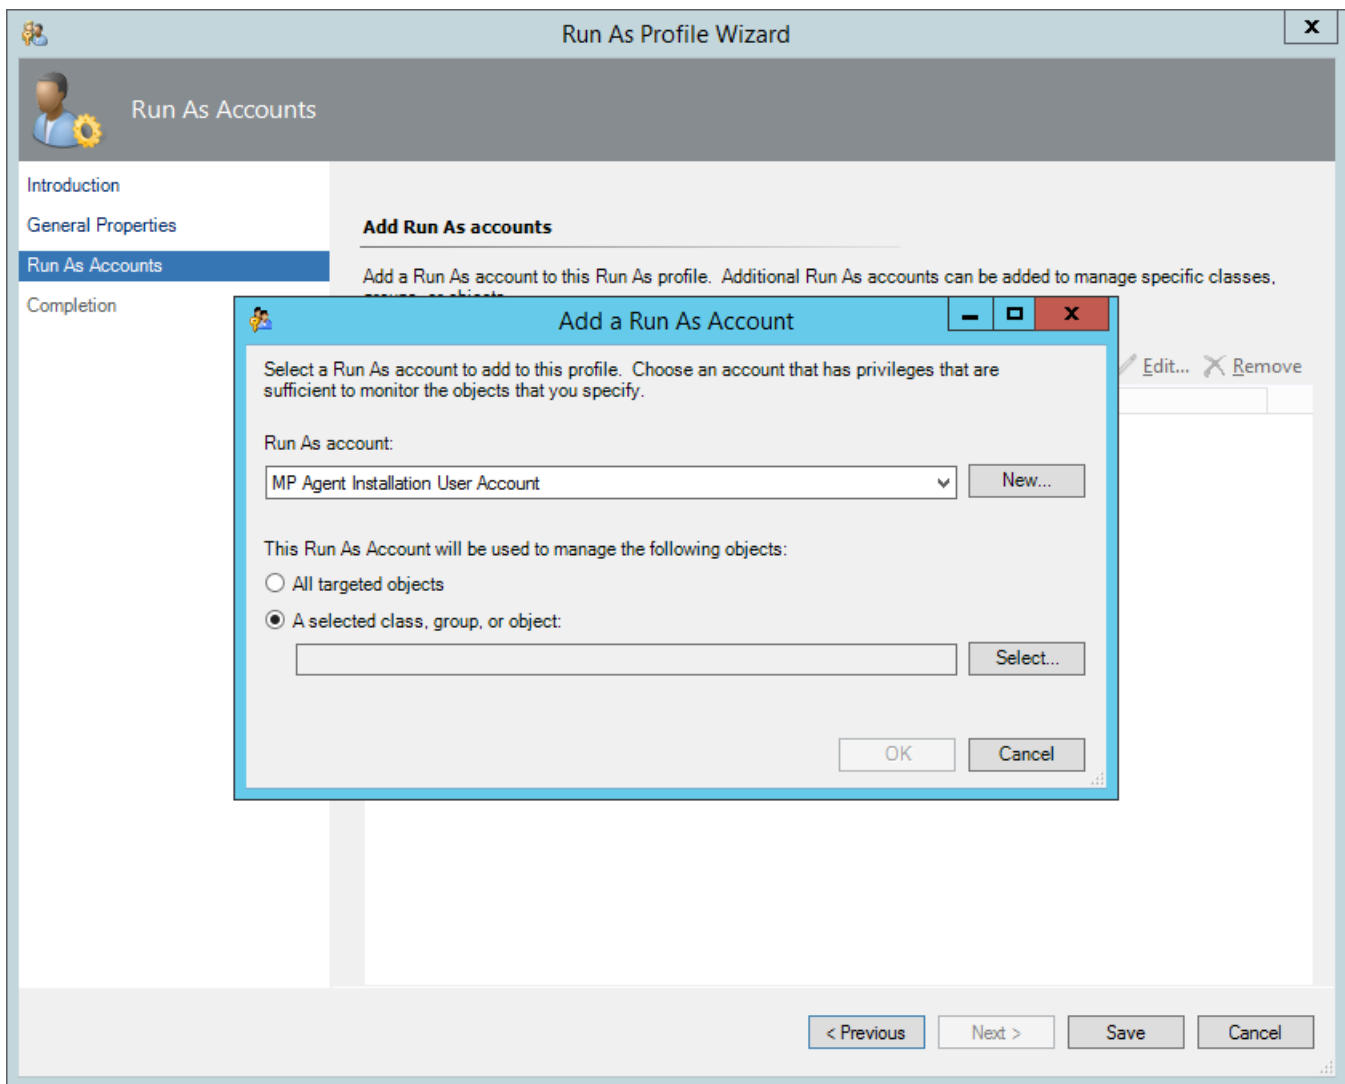 Run As Profile Wizard
x
Run As Accounts
Introduction
General Properties
Run As Accounts
Completion
Add Run As accounts
Add a Run As account to this Run As profile.  Additional Run As accounts can be added to manage specific classes,
groups, or objects.
Edit... Remove
Add a Run As Account
x
Select a Run As account to add to this profile.  Choose an account that has privileges that are
sufficient to monitor the objects that you specify.
Run As account:
MP Agent Installation User Account
New...
This Run As Account will be used to manage the following objects:
All targeted objects
A selected class, group, or object:
Select...
OK Cancel
< Previous Next > Save Cancel